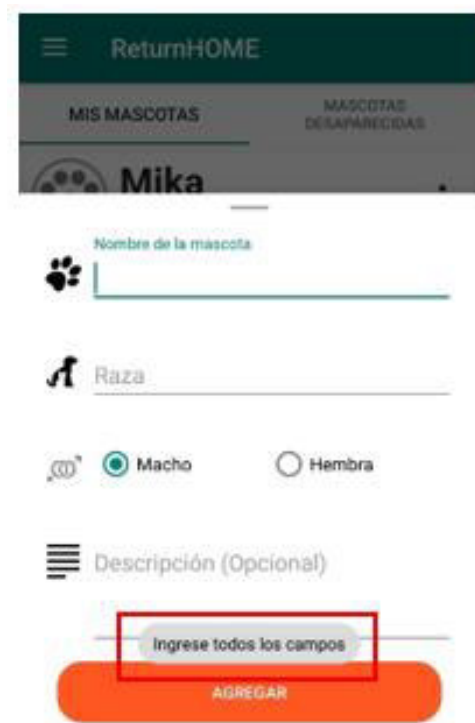 ReturnHOME
MIS MASCOTAS
MASCOTAS
DESAPARECIDAS
Mika
Nombre de la mascota
Raza
Macho
Hembra
Descripción (Opcional)
Ingrese todos los campos
AGREGAR